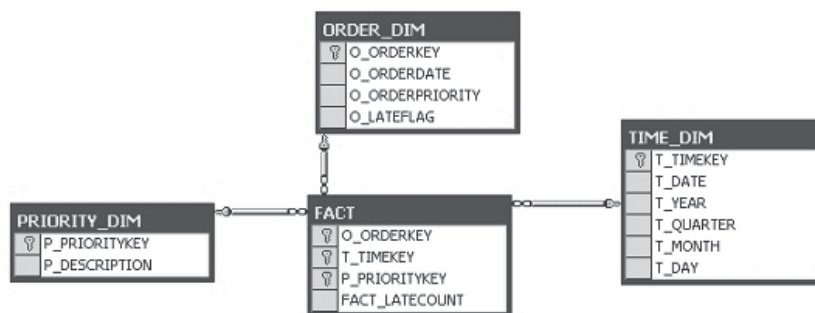 ORDER_DIM
O_ORDERKEY
O_ORDERDATE
O_ORDERPRIORITY
O_LATEFLAG
PRIORITY_DIM
P_PRIORITYKEY
P_DESCRIPTION
FACT
O_ORDERKEY
T_TIMEKEY
P_PRIORITYKEY
FACT_LATECOUNT
TIME_DIM
T_TIMEKEY
T_DATE
T_YEAR
T_QUARTER
T_MONTH
T_DAY